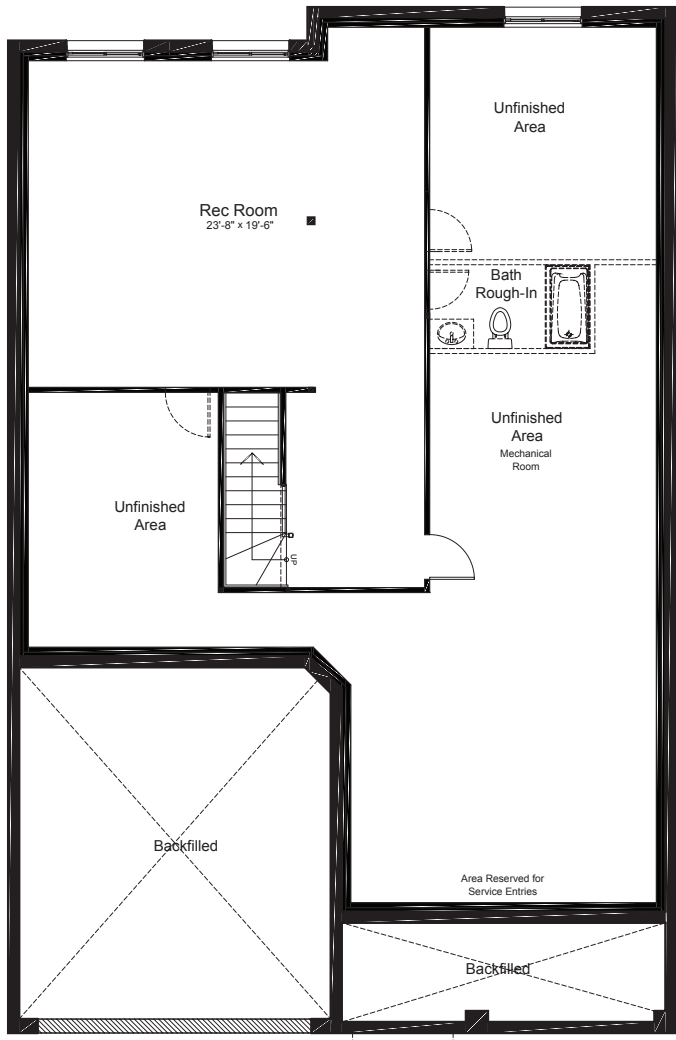 Unfinished
Area
Rec Room
23'-8" x 19'-6"
Bath
Rough-In
Unfinished
Area
Mechanical
Room
Unfinished
Area
UP
Backfilled
Area Reserved for
Service Entries
Backfilled